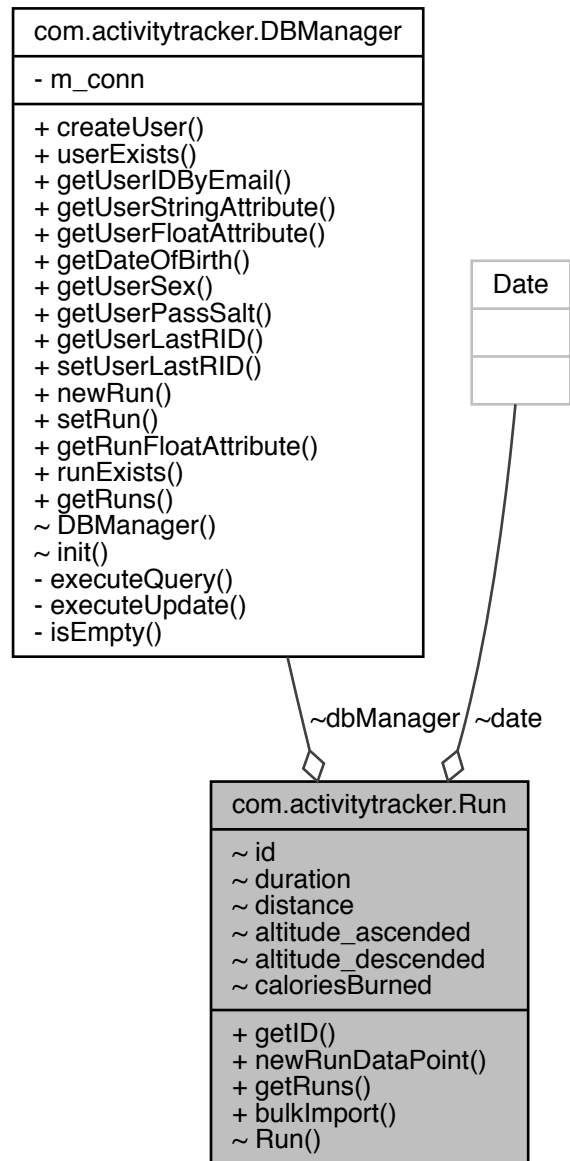 com.activitytracker.DBManager
- m_conn
+ createUser()
+ userExists()
+ getUserIDByEmail()
+ getUserStringAttribute()
+ getUserFloatAttribute()
+ getDateOfBirth()
+ getUserSex()
+ getUserPassSalt()
+ getUserLastRID()
+ setUserLastRID()
+ newRun()
+ setRun()
+ getRunFloatAttribute()
+ runExists()
+ getRuns()
~ DBManager()
~ init()
- executeQuery()
- executeUpdate()
- isEmpty()
Date
~dbManager
~date
com.activitytracker.Run
~ id
~ duration
~ distance
~ altitude_ascended
~ altitude_descended
~ caloriesBurned
+ getID()
+ newRunDataPoint()
+ getRuns()
+ bulkImport()
~ Run()